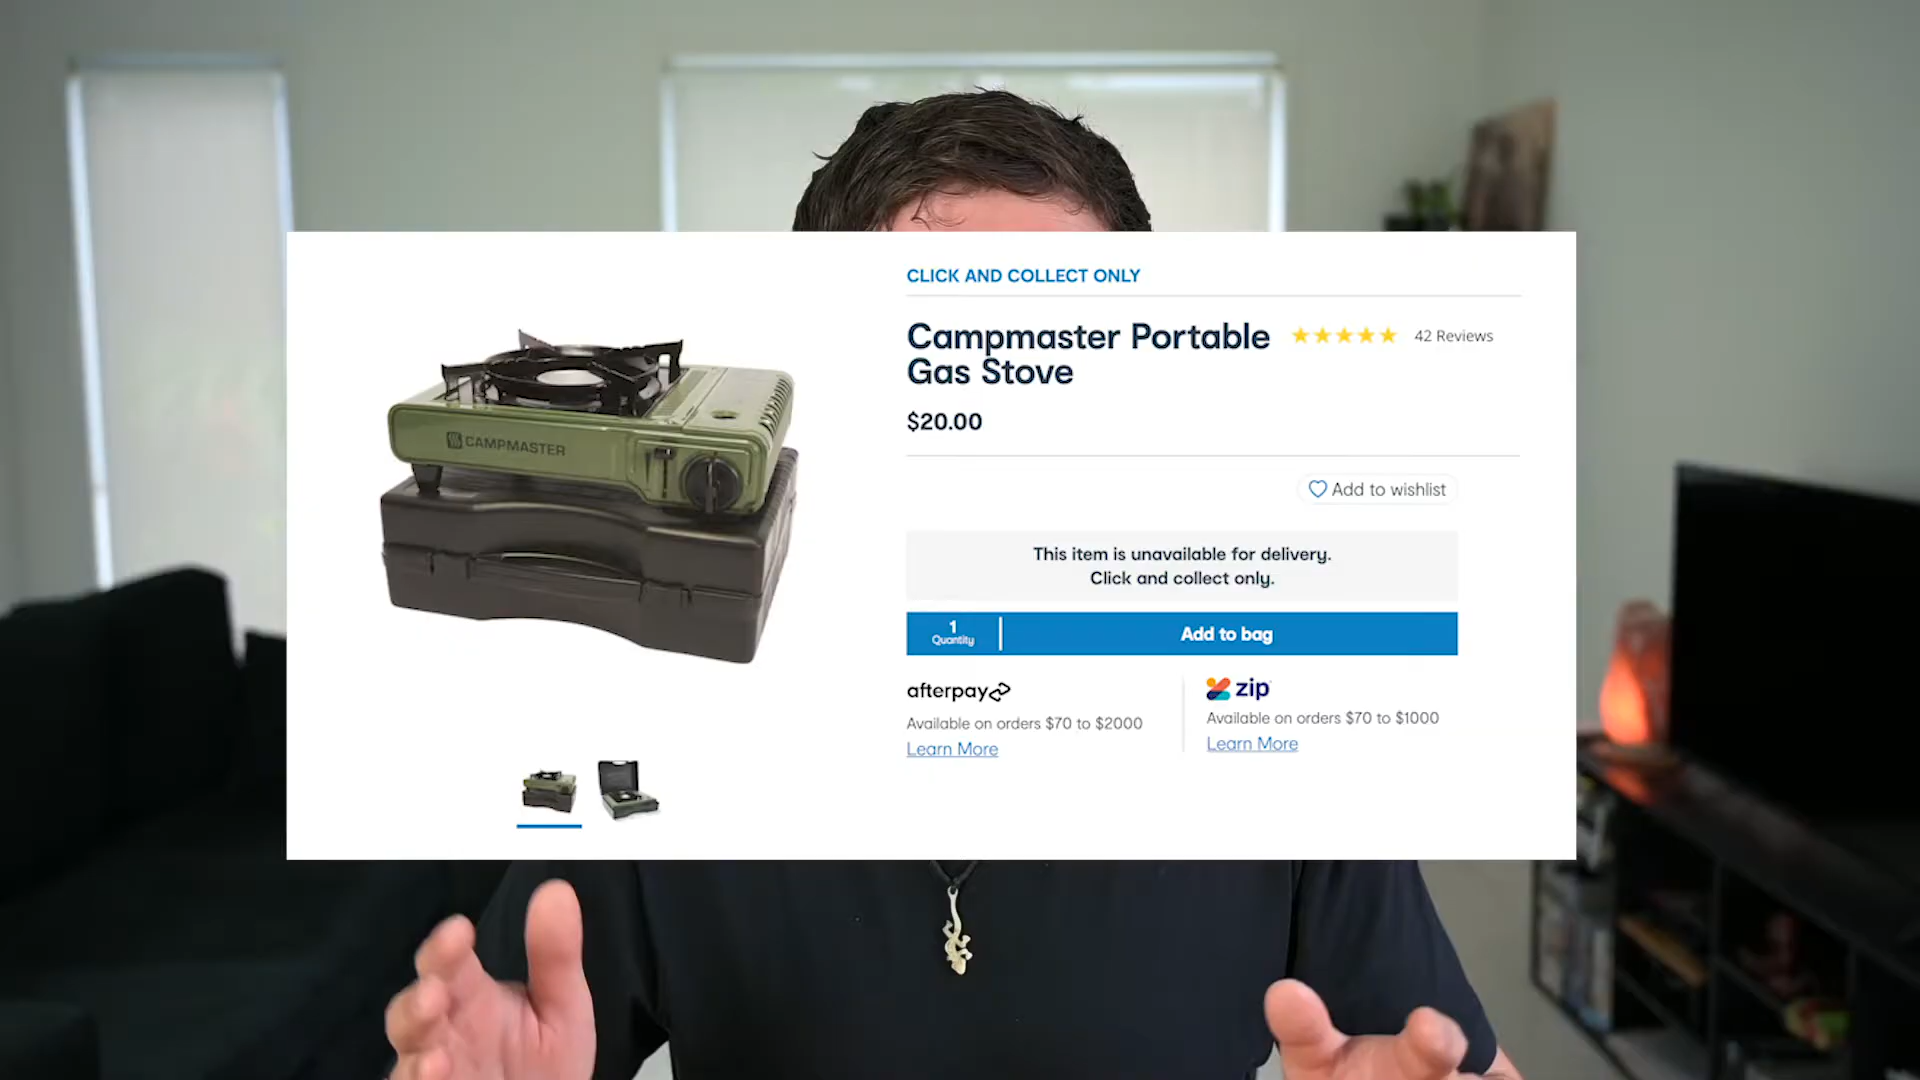 CLICK AND COLLECT ONLY
Campmaster Portable
Gas Stove
42 Reviews
$20.00
CAMPMASTER
Add to wishlist
This item is unavailable for delivery.
Click and collect only.
1
Quantity
Add to bag
afterpay
Available on orders $70 to $2000
Learn More
zip
Available on orders $70 to $1000
Learn More